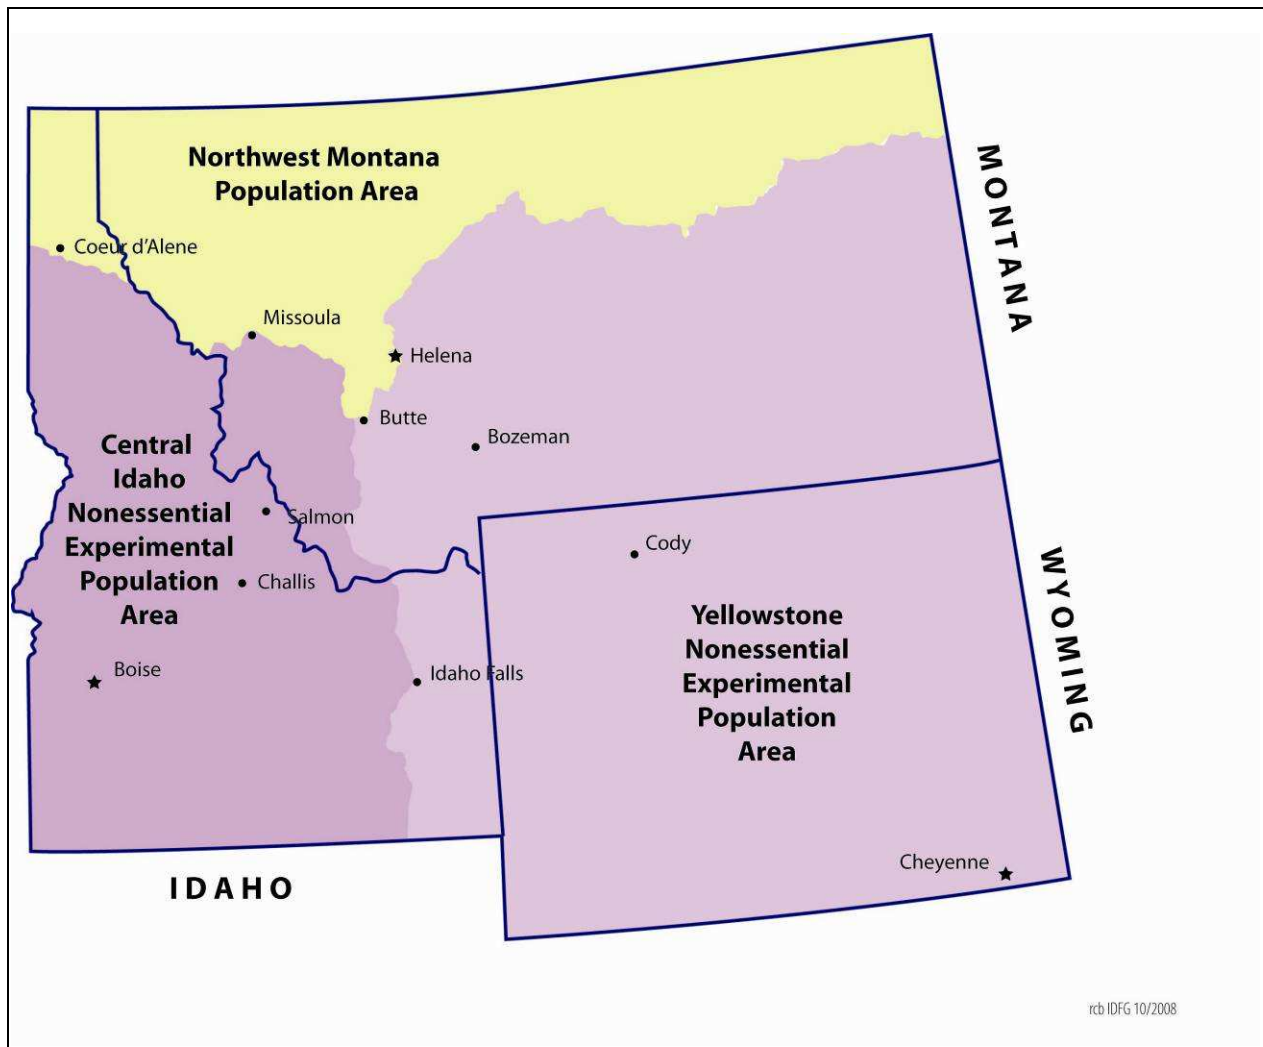 Northwest Montana
Population Area
MONTANA
Coeur d'Alene
Missoula
Helena
Butte
Bozeman
Central
Idaho
Nonessential
Experimental
Population
Area
Salmon
Challis
Boise
Idaho Falls
Cody
WYOMING
Yellowstone
Nonessential
Experimental
Population
Area
Cheyenne
IDAHO
rcb IDFG 10/2008